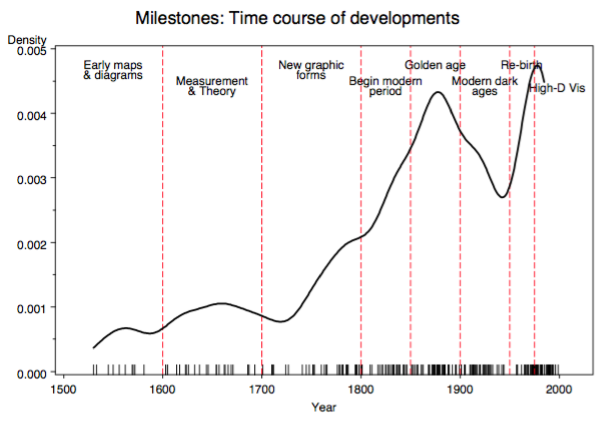 Milestones: Time course of developments
Density
0.005
0.004
0.003
0.002
0.001
0.000
Early maps
& diagrams
Measurement
& Theory
New graphic
forms
Begin modern
period
Golden age
Modern dark
ages
Re-birth
High-D Vis
1500
1600
1700
1800
1900
2000
Year